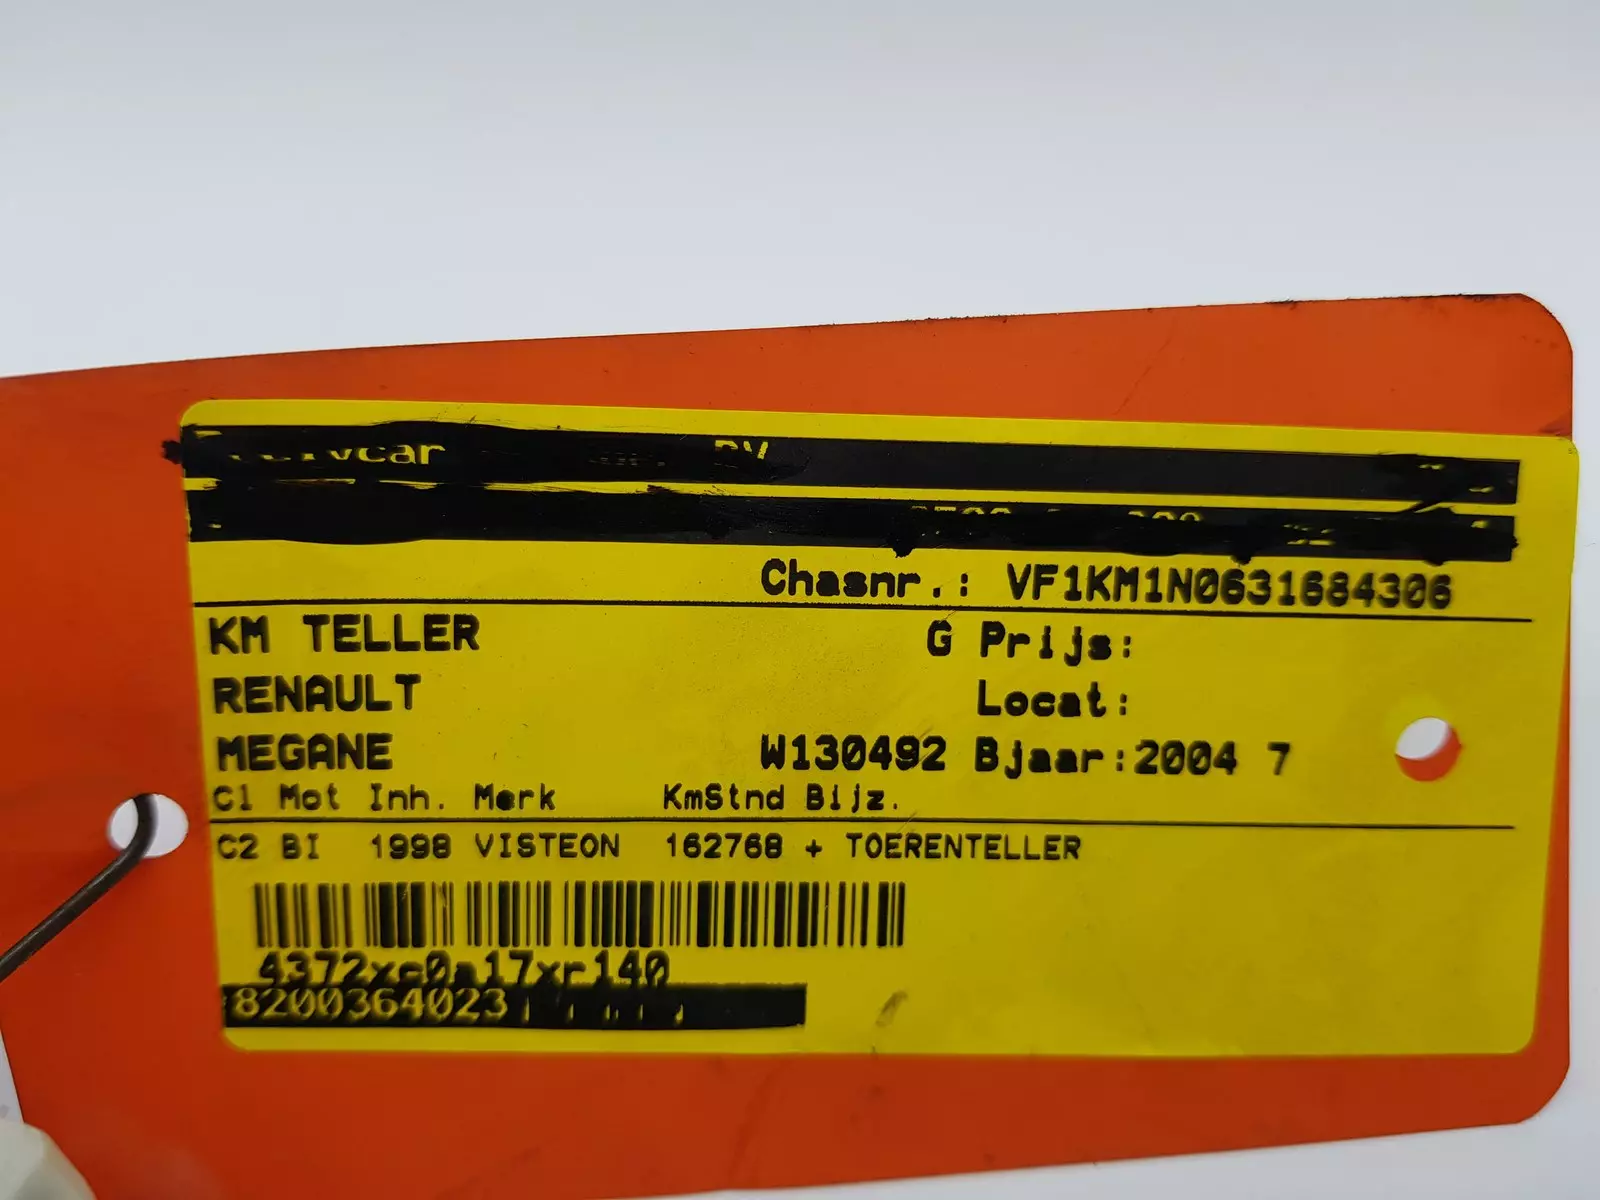 BV
Chasnr.: VF1KM1N0631684306
KM TELLER G Prijs:
RENAULT Locat:
MEGANE W130492 Bjaar:2004 7
C1 Mot Inh. Merk KmStnd Bijz.
C2 BI 1998 VISTEON 162768 + TOERENTELLER
4372xc0a17xr140
8200364023